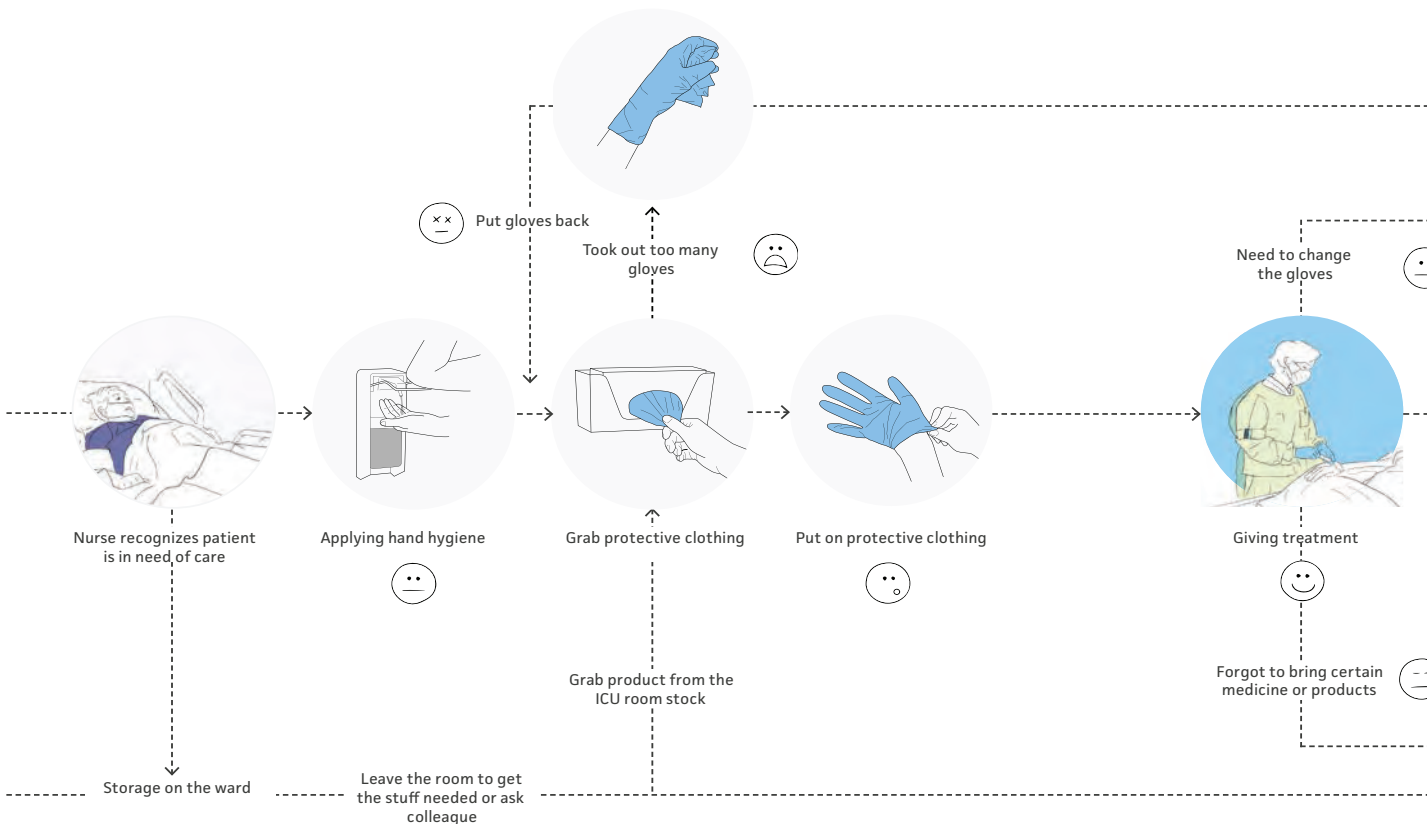 Put gloves back
Took out too many
gloves
Need to change
the gloves
Nurse recognizes patient
is in need of care
Applying hand hygiene
Grab protective clothing
Put on protective clothing
Giving treatment
Grab product from the
ICU room stock
Forgot to bring certain
medicine or products
Storage on the ward
Leave the room to get
the stuff needed or ask
colleague